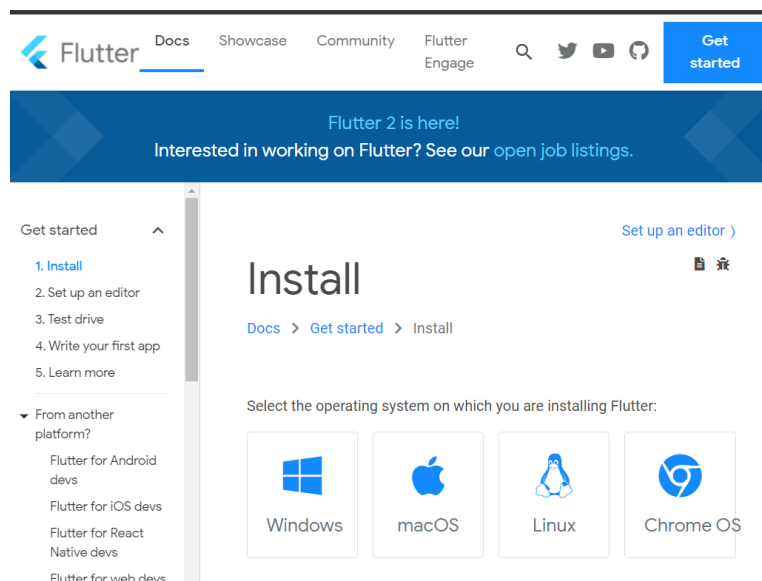 Flutter
Docs
Showcase
Community
Flutter
Engage
Get
started
Flutter 2 is here!
Interested in working on Flutter? See our open job listings.
Get started
1. Install
2. Set up an editor
3. Test drive
4. Write your first app
5. Learn more
From another
platform?
Flutter for Android
devs
Flutter for iOS devs
Flutter for React
Native devs
Flutter for web devs
Set up an editor ⟩
Install
Docs > Get started > Install
Select the operating system on which you are installing Flutter:
Windows
macOS
Linux
Chrome OS